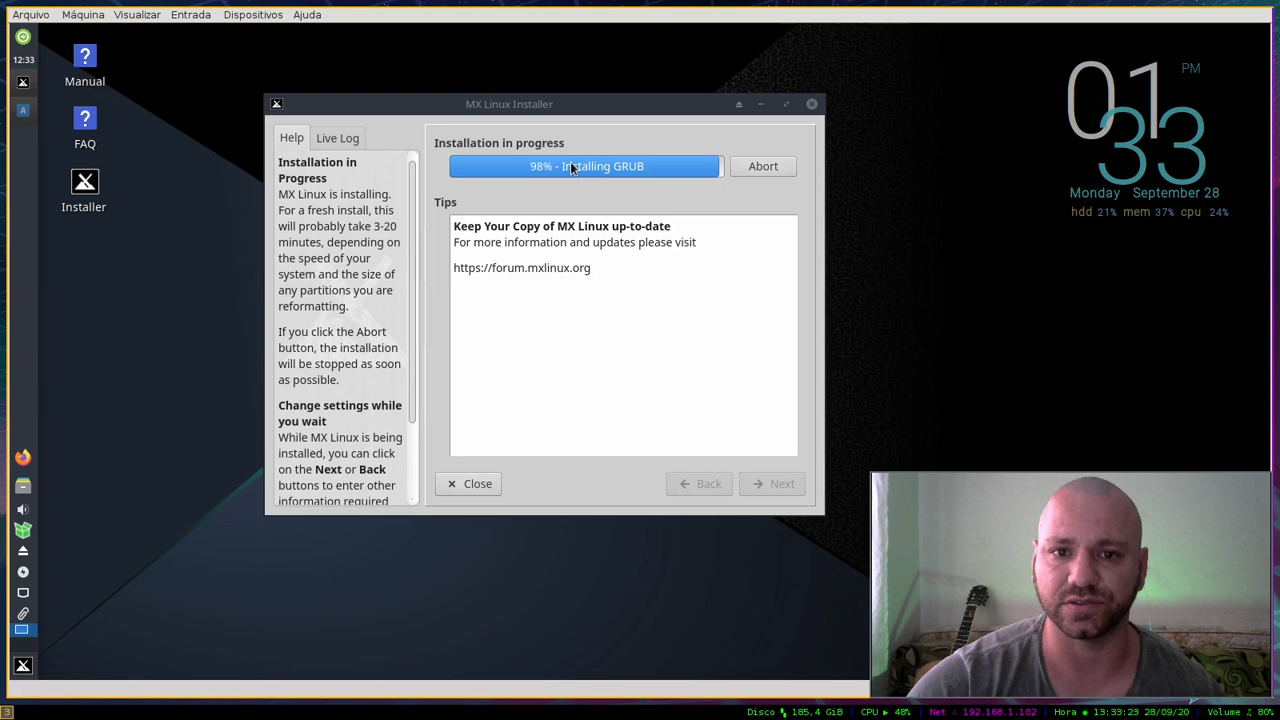 Arquivo Máquina Visualizar Entrada Dispositivos Ajuda
12:33
Manual
FAQ
Installer
MX Linux Installer
Help Live Log
Installation in
Progress
MX Linux is installing.
For a fresh install, this
will probably take 3-20
minutes, depending on
the speed of your
system and the size of
any partitions you are
reformatting.
If you click the Abort
button, the installation
will be stopped as soon
as possible.
Change settings while
you wait
While MX Linux is being
installed, you can click
on the Next or Back
buttons to enter other
information required
Installation in progress
98% - Installing GRUB
Abort
Tips
Keep Your Copy of MX Linux up-to-date
For more information and updates please visit
https://forum.mxlinux.org
Close
Back
Next
01 PM
33
Monday September 28
hdd 21% mem 37% cpu 24%
3
Disco 185,4 GiB | CPU 48% | Net 192.168.1.102 | Hora 13:33:23 28/09/20 | Volume 80%